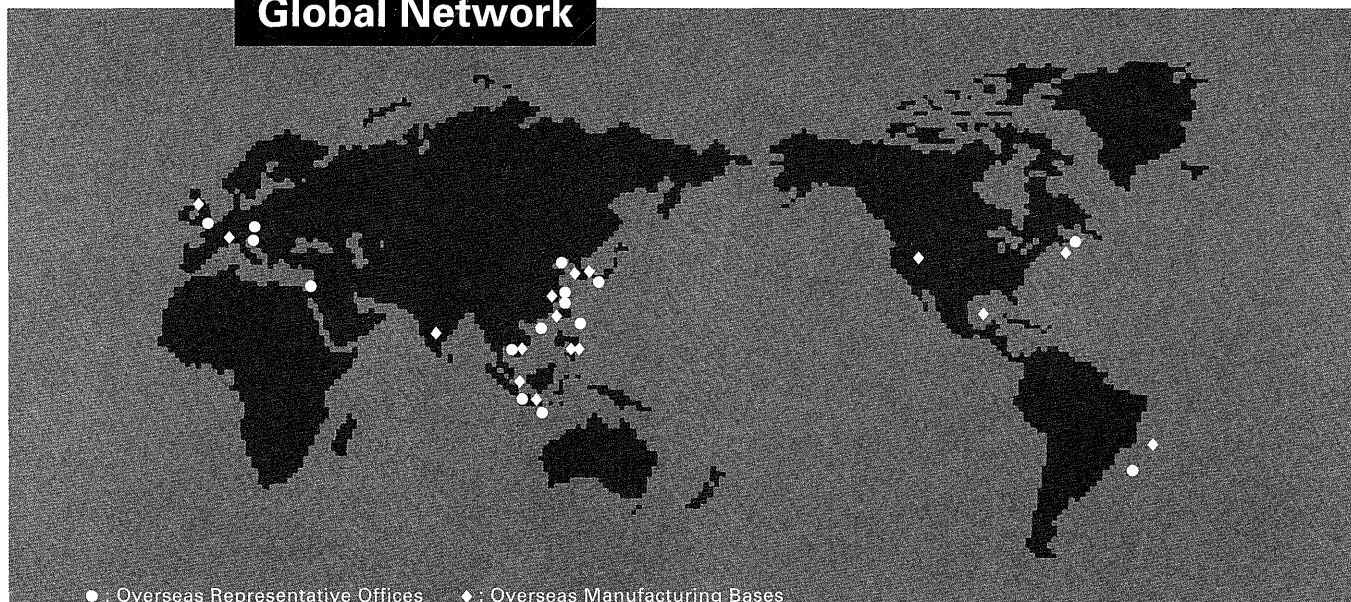 Global Network
● : Overseas Representative Offices ◆ : Overseas Manufacturing Bases